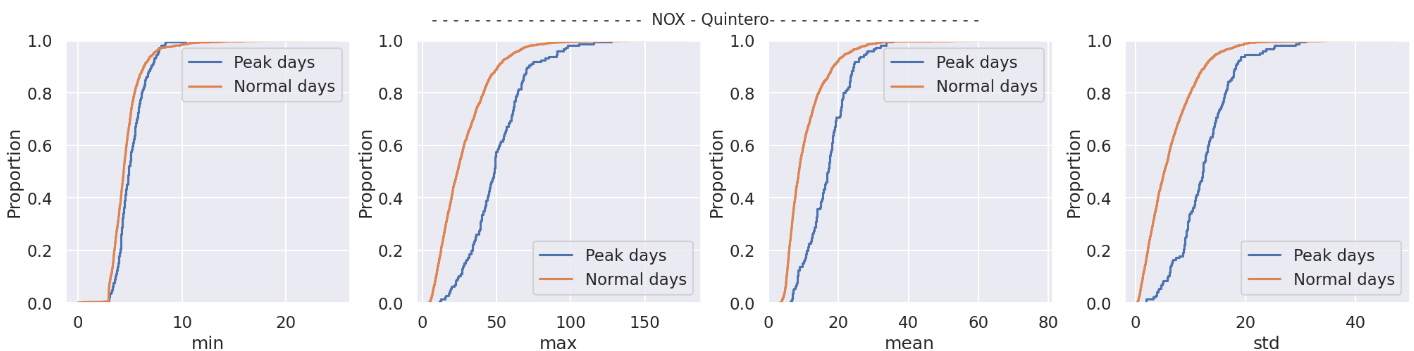 - - - - - - - - - - - - - - - - - - - - NOX - Quintero- - - - - - - - - - - - - - - - - - - -
Proportion
1.0
0.8
0.6
0.4
0.2
0.0
0 10 20
min
Peak days
Normal days
Proportion
1.0
0.8
0.6
0.4
0.2
0.0
0 50 100 150
max
Peak days
Normal days
Proportion
1.0
0.8
0.6
0.4
0.2
0.0
0 20 40 60 80
mean
Peak days
Normal days
Proportion
1.0
0.8
0.6
0.4
0.2
0.0
0 20 40
std
Peak days
Normal days